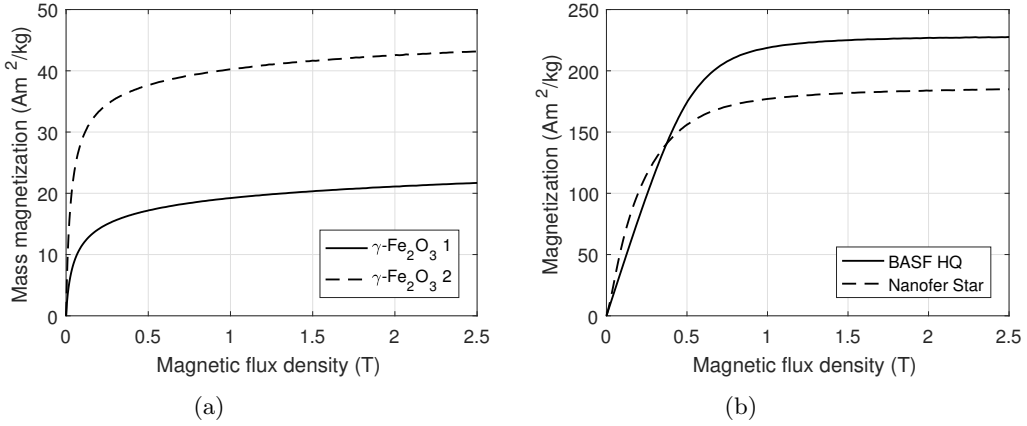 50
40
30
20
10
0
Mass magnetization (Am²/kg)
γ-Fe₂O₃ 1
γ-Fe₂O₃ 2
0 0.5 1 1.5 2 2.5
Magnetic flux density (T)
(a)
250
200
150
100
50
0
Magnetization (Am²/kg)
BASF HQ
Nanofer Star
0 0.5 1 1.5 2 2.5
Magnetic flux density (T)
(b)